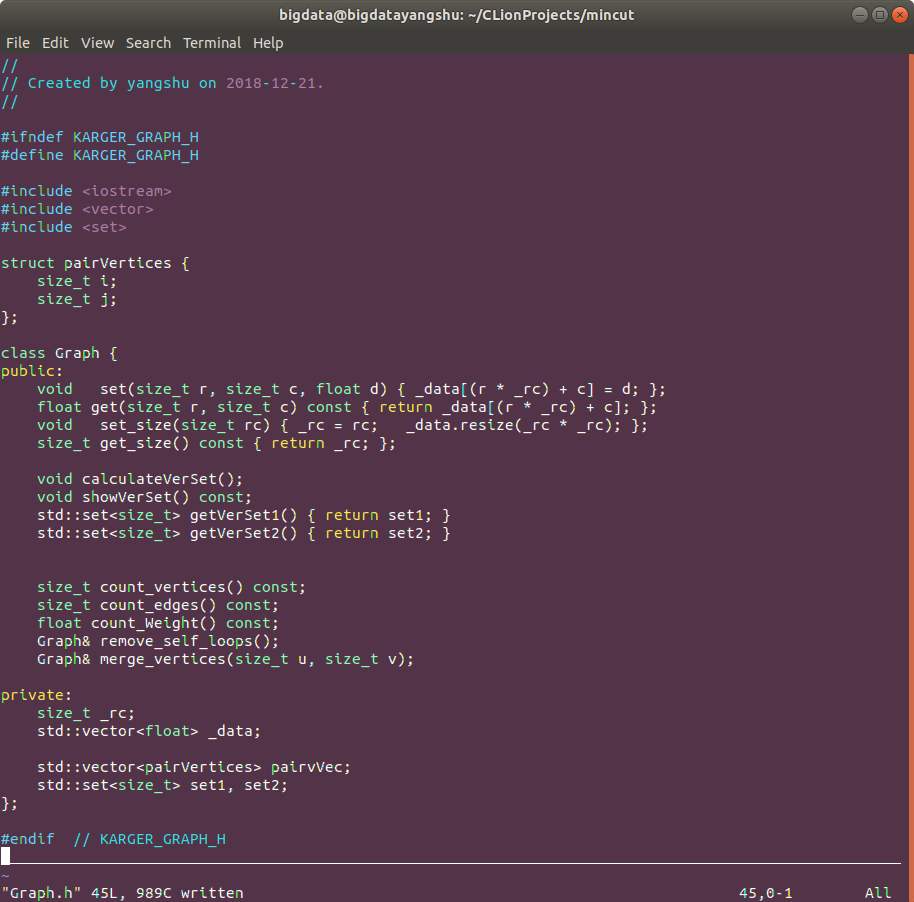 bigdata@bigdatayangshu: ~/CLionProjects/mincut
File Edit View Search Terminal Help
//
// Created by yangshu on 2018-12-21.
//
#ifndef KARGER_GRAPH_H
#define KARGER_GRAPH_H
#include <iostream>
#include <vector>
#include <set>
struct pairVertices {
    size_t i;
    size_t j;
};
class Graph {
public:
    void   set(size_t r, size_t c, float d) { _data[(r * _rc) + c] = d; };
    float get(size_t r, size_t c) const { return _data[(r * _rc) + c]; };
    void   set_size(size_t rc) { _rc = rc;   _data.resize(_rc * _rc); };
    size_t get_size() const { return _rc; };
    void calculateVerSet();
    void showVerSet() const;
    std::set<size_t> getVerSet1() { return set1; }
    std::set<size_t> getVerSet2() { return set2; }
    size_t count_vertices() const;
    size_t count_edges() const;
    float count_Weight() const;
    Graph& remove_self_loops();
    Graph& merge_vertices(size_t u, size_t v);
private:
    size_t _rc;
    std::vector<float> _data;
    std::vector<pairVertices> pairvVec;
    std::set<size_t> set1, set2;
};
#endif  // KARGER_GRAPH_H
~
"Graph.h" 45L, 989C written 45,0-1 All